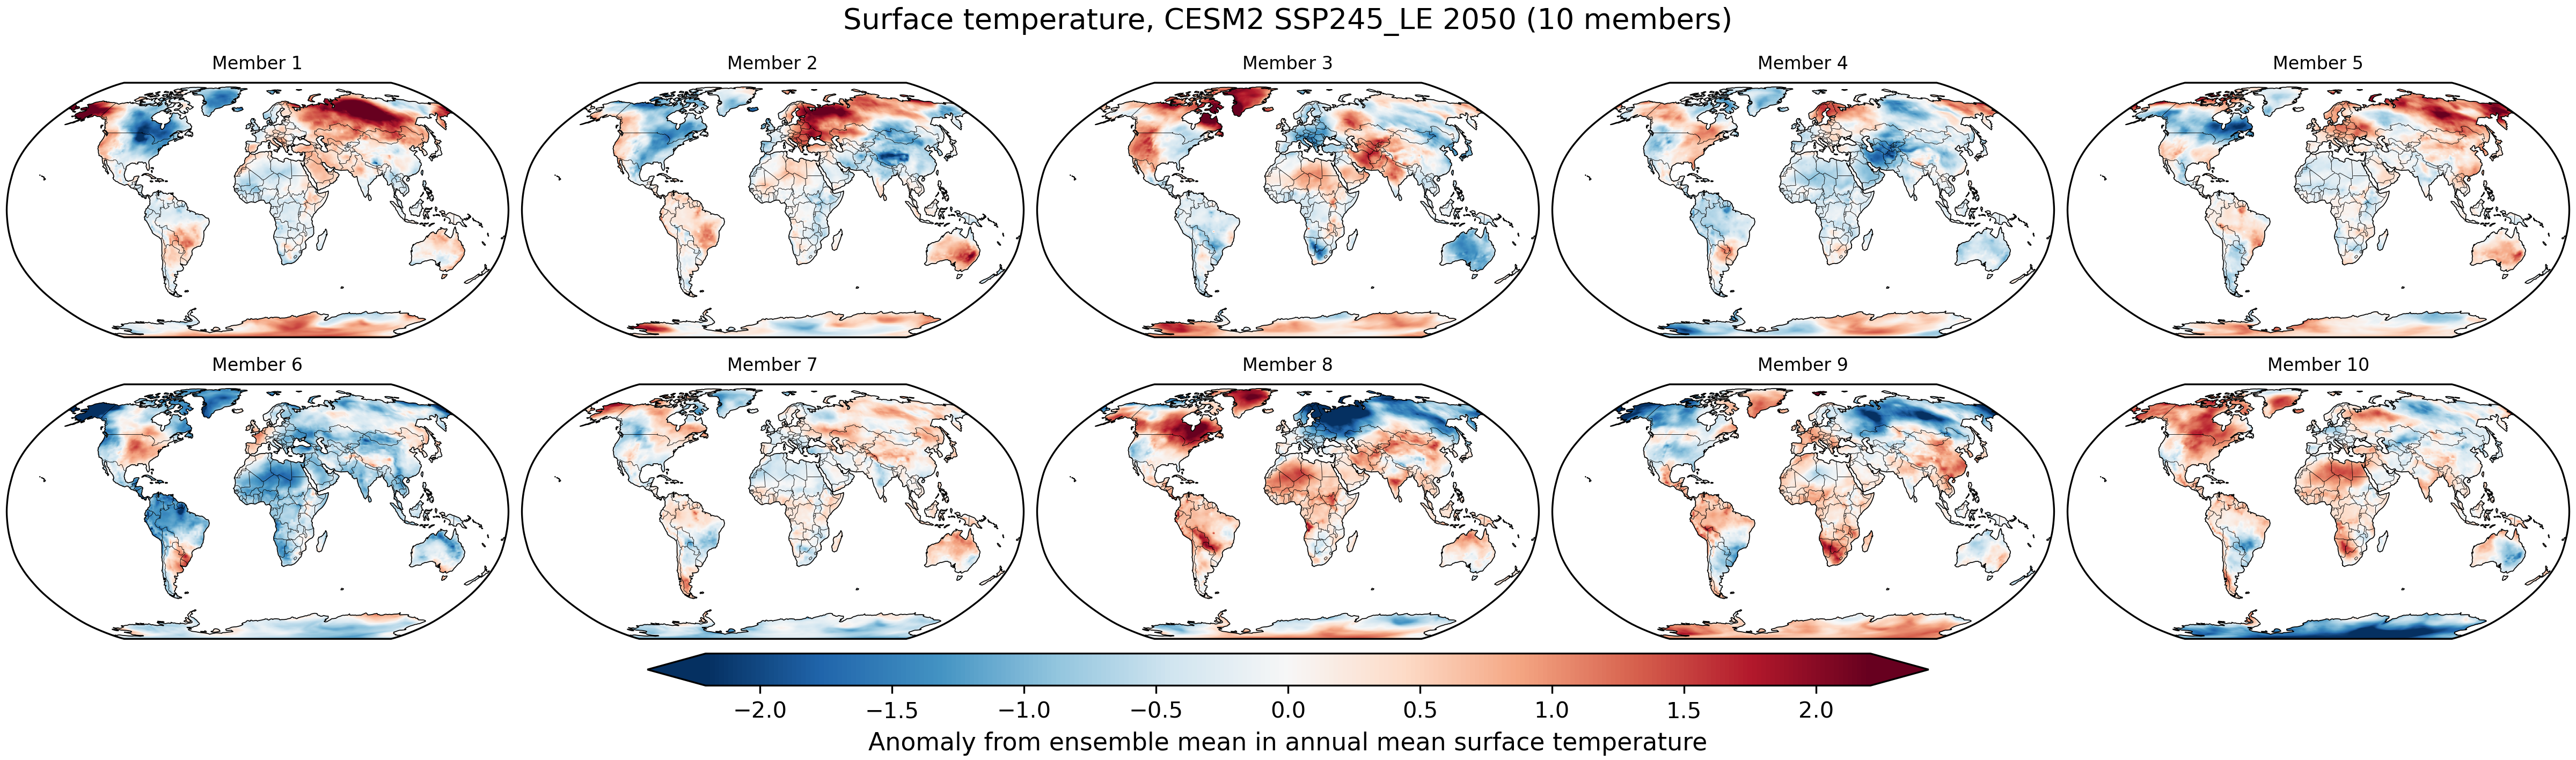 Surface temperature, CESM2 SSP245_LE 2050 (10 members)
Member 1
Member 2
Member 3
Member 4
Member 5
Member 6
Member 7
Member 8
Member 9
Member 10
−2.0 −1.5 −1.0 −0.5 0.0 0.5 1.0 1.5 2.0
Anomaly from ensemble mean in annual mean surface temperature